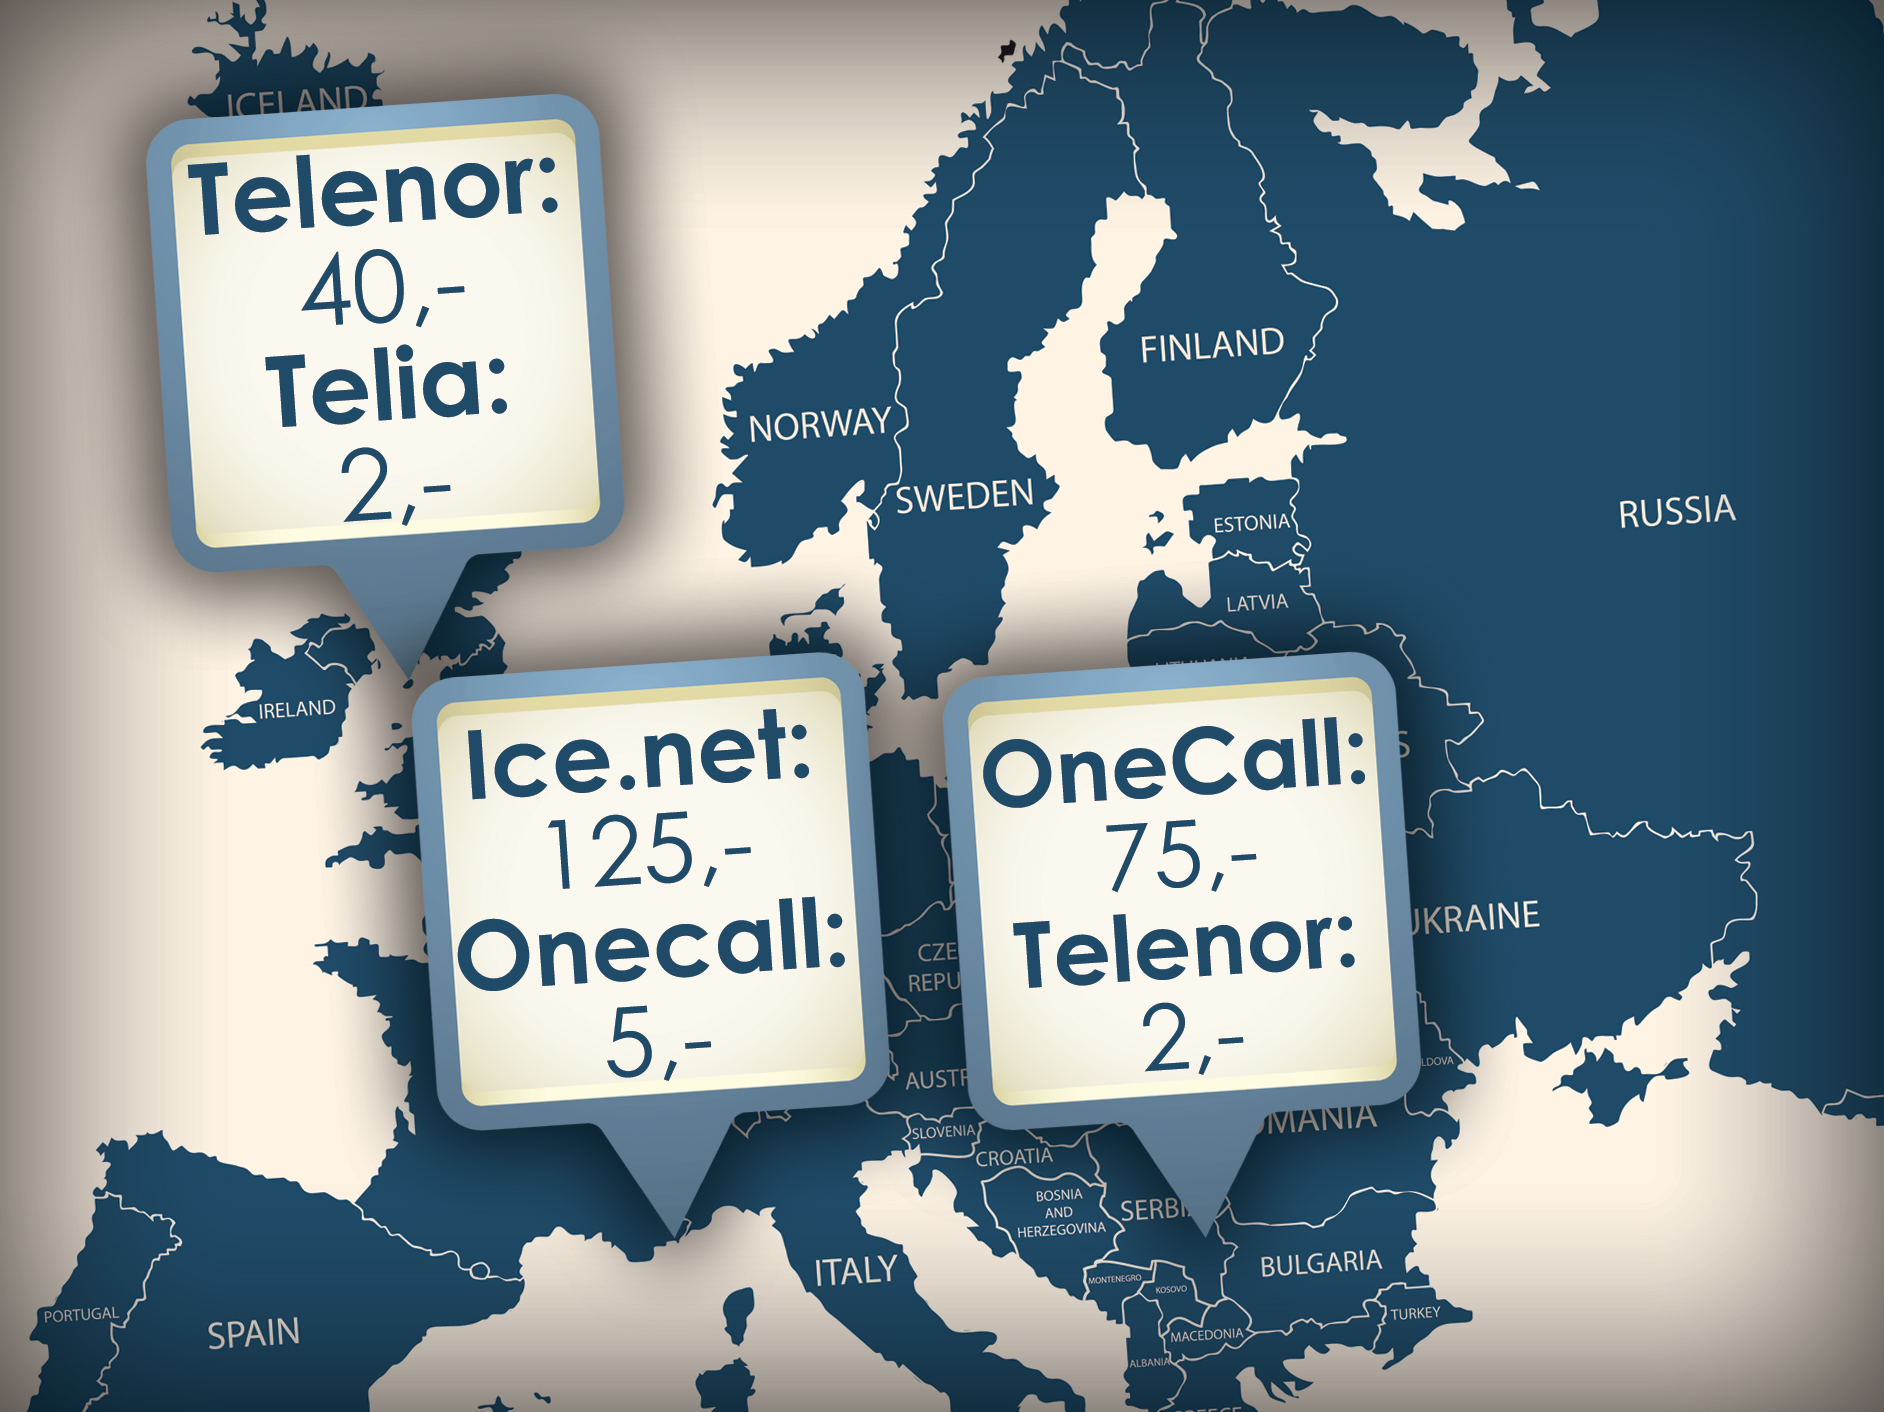 ICELAND
Telenor:
40,-
Telia:
2,-
FINLAND
NORWAY
SWEDEN
RUSSIA
ESTONIA
LATVIA
IRELAND
Ice.net:
125,-
Onecall:
5,-
OneCall:
75,-
Telenor:
2,-
UKRAINE
SLOVENIA
CROATIA
BOSNIA
AND
HERZEGOVINA
ITALY
BULGARIA
MONTENEGRO
KOSOVO
PORTUGAL
SPAIN
TURKEY
MACEDONIA
ALBANIA